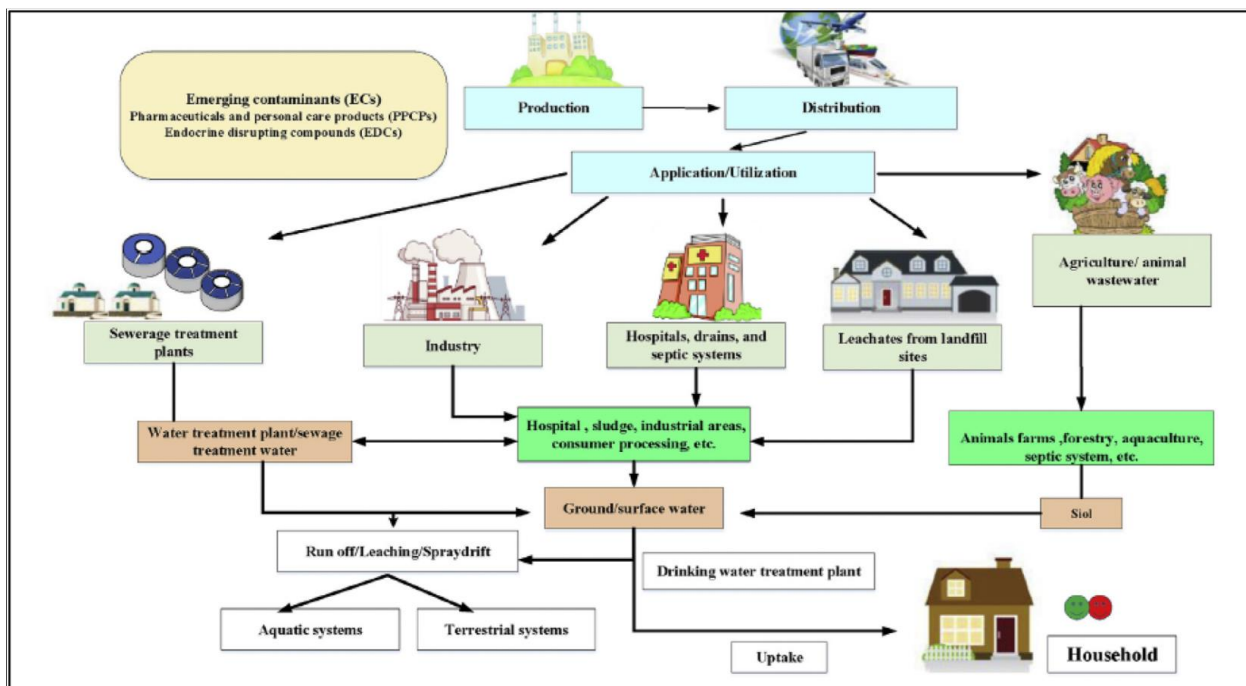 Emerging contaminants (ECs)
Pharmaceuticals and personal care products (PPCPs)
Endocrine disrupting compounds (EDCs)
Production
Distribution
Application/Utilization
Sewerage treatment
plants
Industry
Hospitals, drains, and
septic systems
Leachates from landfill
sites
Agriculture/ animal
wastewater
Water treatment plant/sewage
treatment water
Hospital , sludge, industrial areas,
consumer processing, etc.
Animals farms ,forestry, aquaculture,
septic system, etc.
Ground/surface water
Siol
Run off/Leaching/Spraydrift
Drinking water treatment plant
Aquatic systems
Terrestrial systems
Uptake
Household